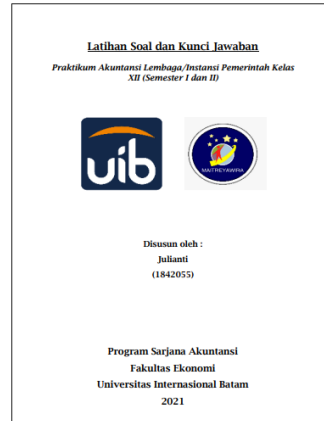 Latihan Soal dan Kunci Jawaban
Praktikum Akuntansi Lembaga/Instansi Pemerintah Kelas
XII (Semester I dan II)
uib
MAITREYAWIRA
Disusun oleh :
Julianti
(1842055)
Program Sarjana Akuntansi
Fakultas Ekonomi
Universitas Internasional Batam
2021